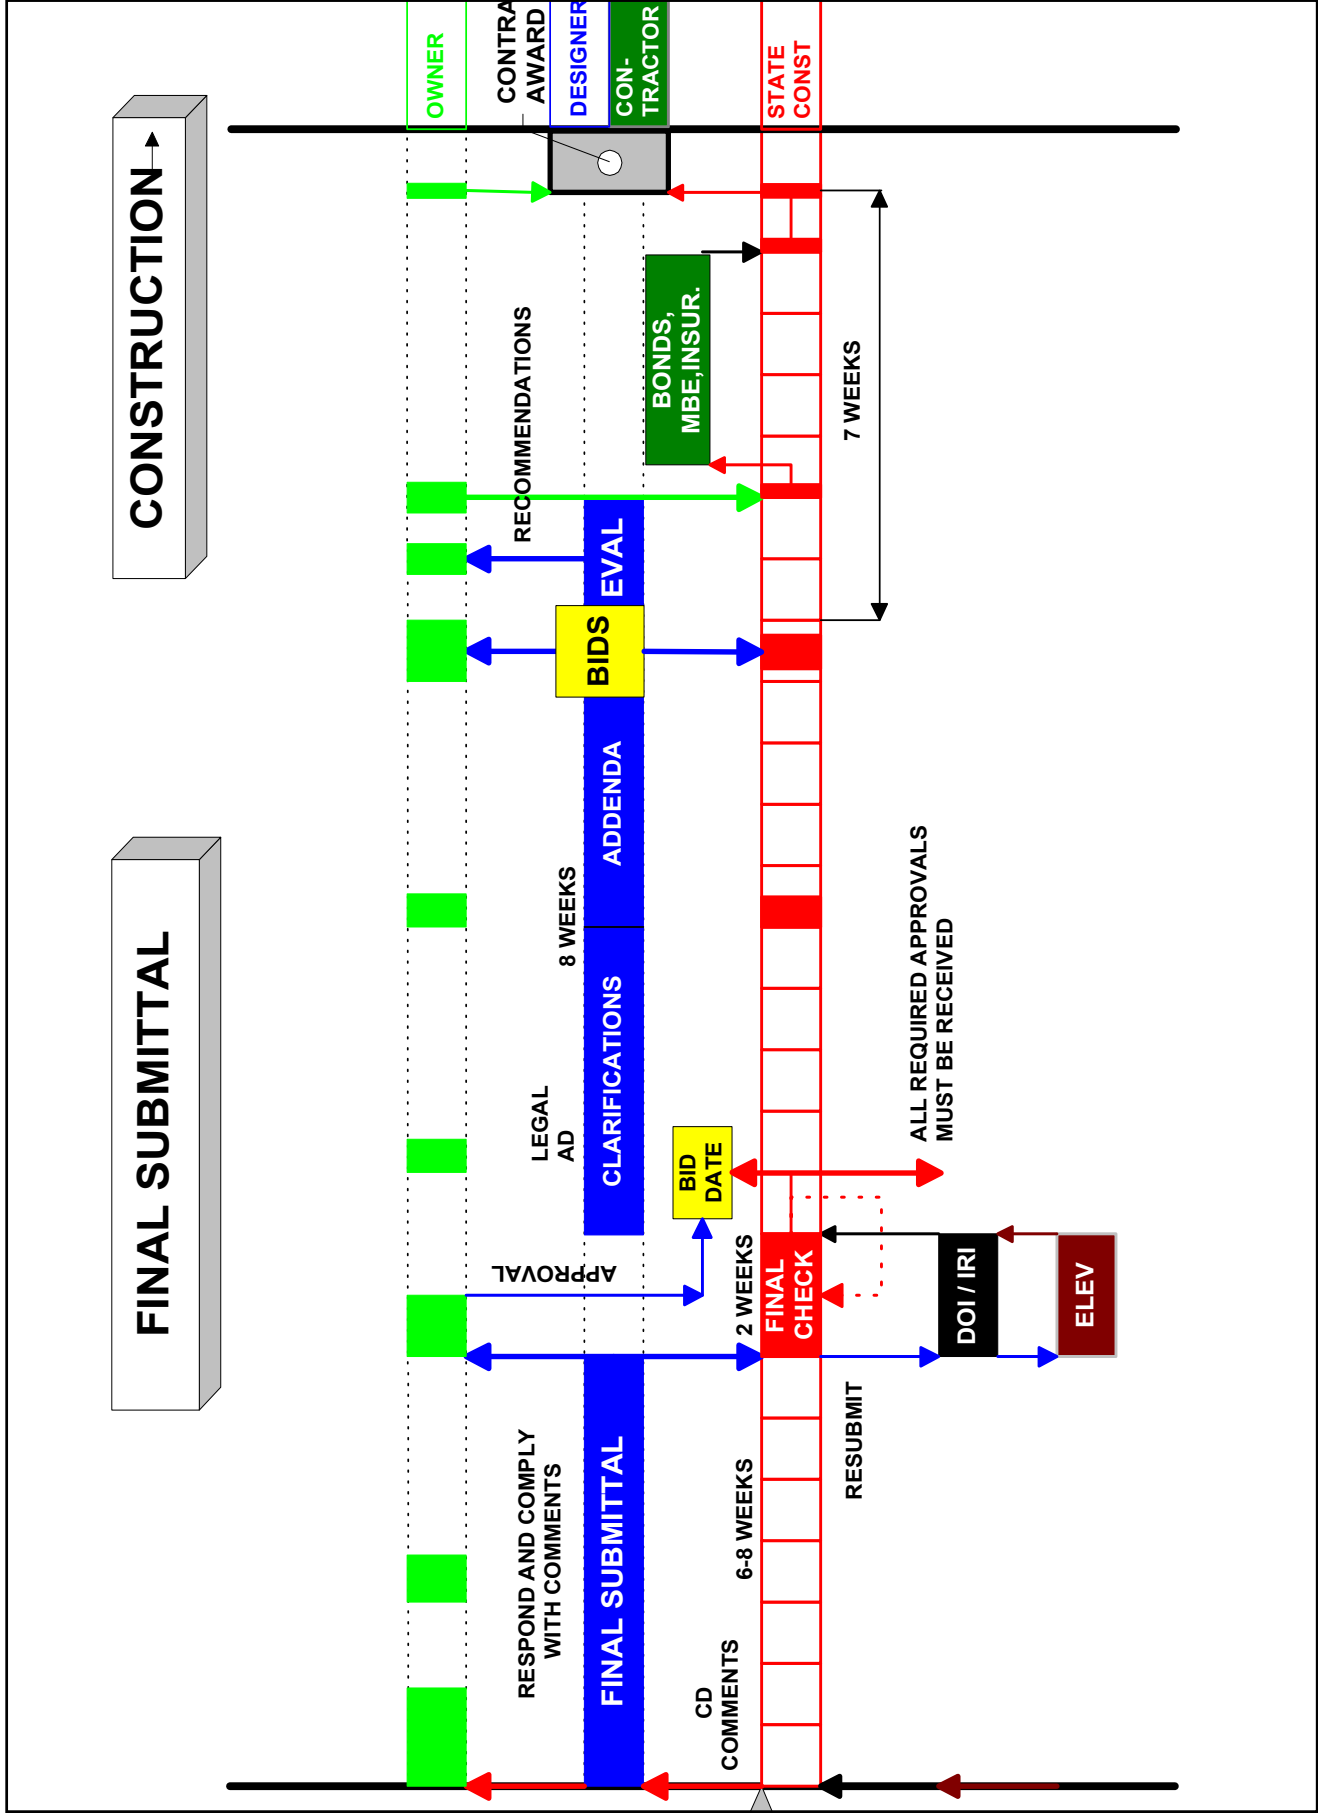 FINAL SUBMITTAL
CONSTRUCTION
OWNER
RESPOND AND COMPLY
WITH COMMENTS
APPROVAL
LEGAL
AD
8 WEEKS
RECOMMENDATIONS
AWARD
FINAL SUBMITTAL
CLARIFICATIONS
ADDENDA
BIDS
EVAL
DESIGNER
CON-
TRACTOR
BID
DATE
BONDS,
MBE,INSUR.
CD
COMMENTS
6-8 WEEKS
2 WEEKS
FINAL
CHECK
STATE
CONST
RESUBMIT
7 WEEKS
ALL REQUIRED APPROVALS
MUST BE RECEIVED
DOI / IRI
ELEV